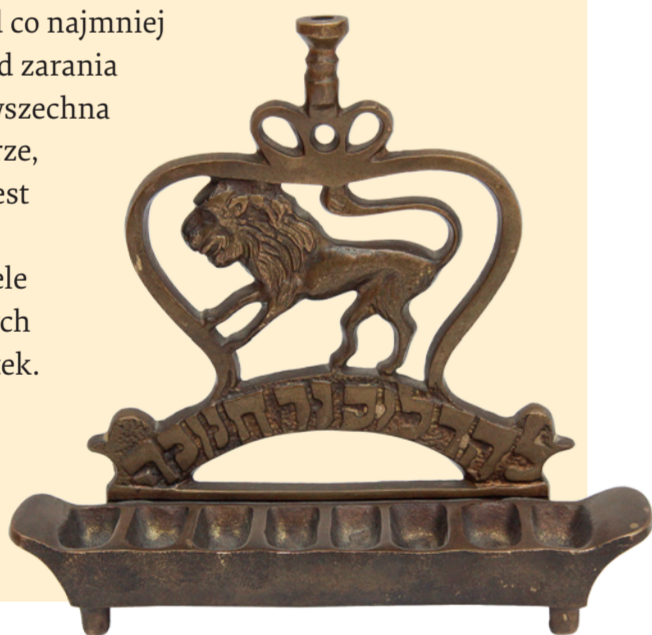 co najmniej
d zarania
wszechna
rze,
est
ele
ch
ek.
להדליק נר חנוכה